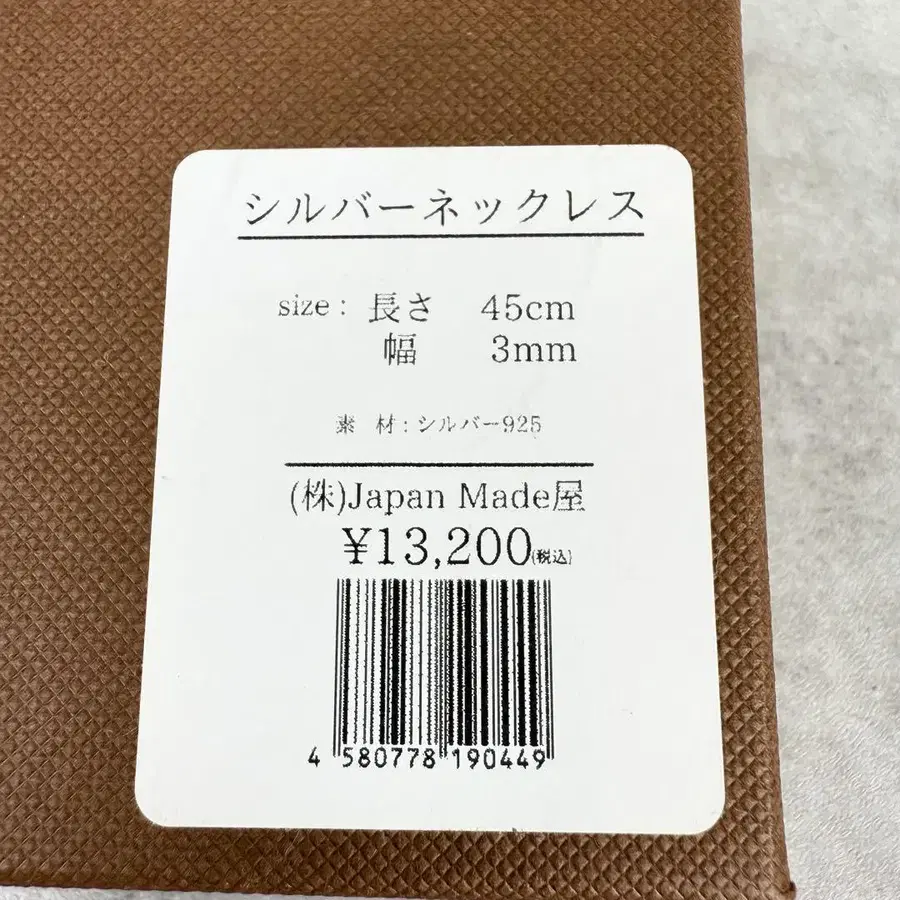 シルバーネックレス
size : 長さ 45cm
幅 3mm
素 材 : シルバー925
(株)Japan Made屋
¥13,200(税込)
4 580778 190449